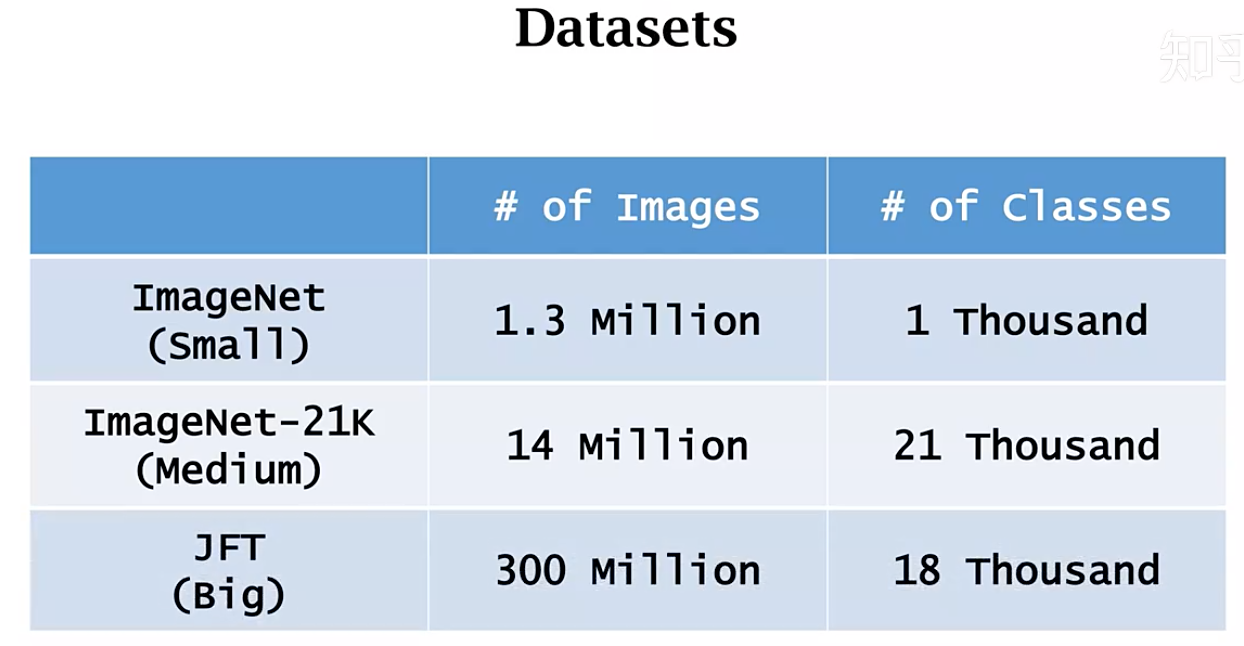 Datasets
知乎
# of Images # of Classes
ImageNet
(Small)
1.3 Million 1 Thousand
ImageNet-21K
(Medium)
14 Million 21 Thousand
JFT
(Big)
300 Million 18 Thousand